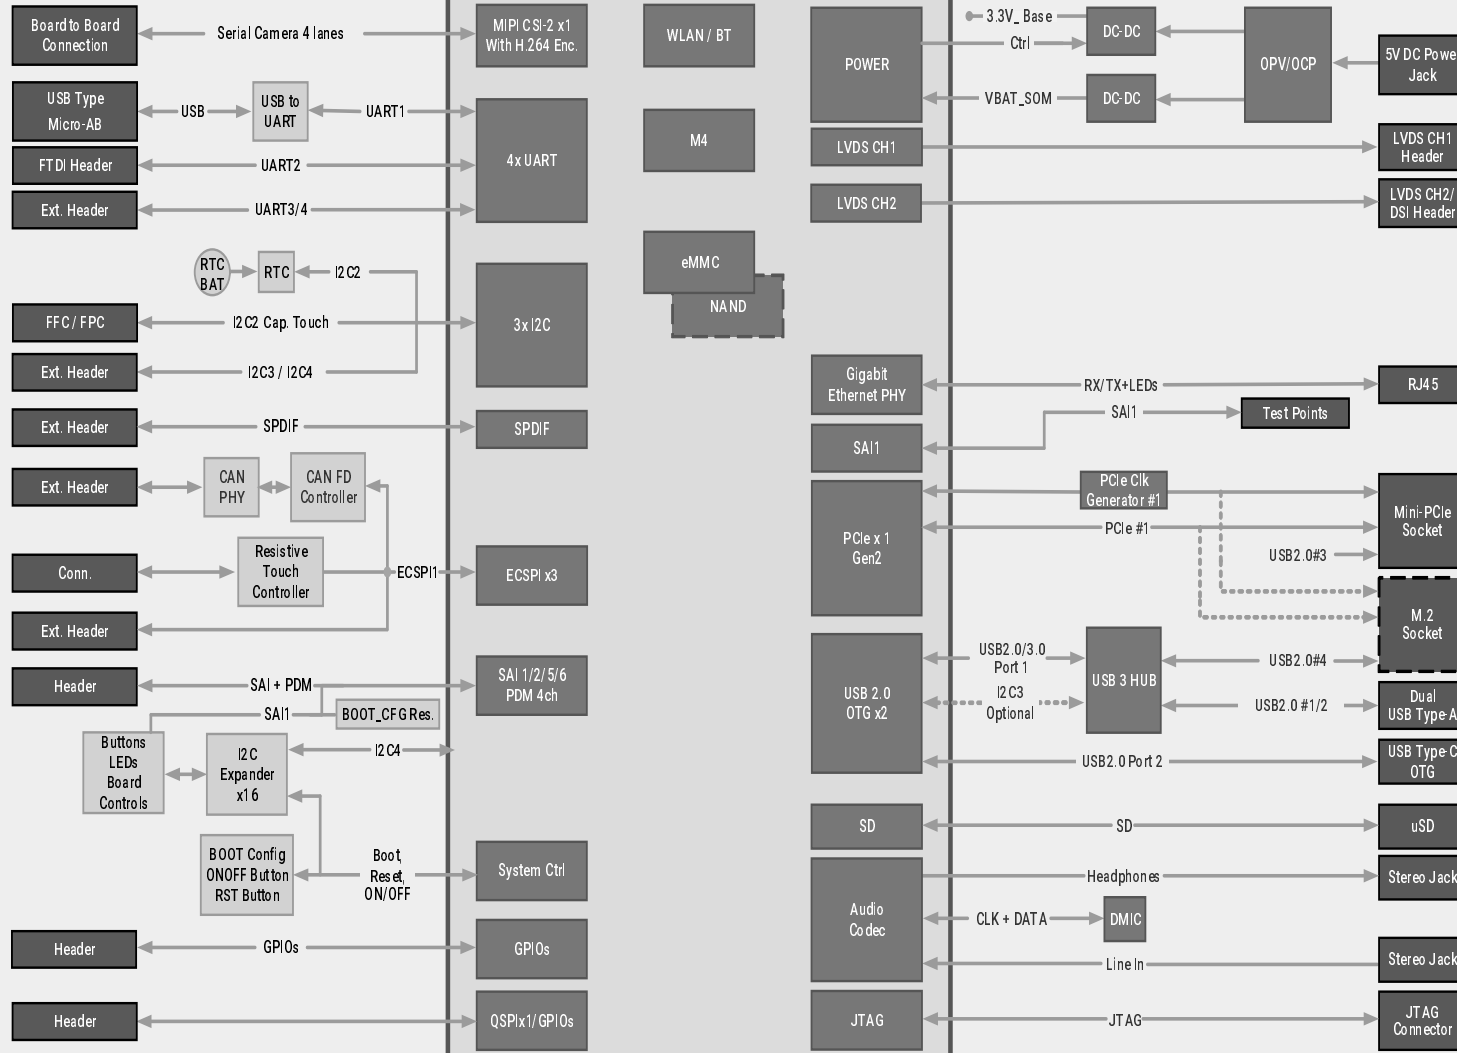 Board to Board
Connection
Serial Camera 4 lanes
MIPI CSI-2 x1
With H.264 Enc.
USB Type
Micro-AB
USB
USB to
UART
UART1
FTDI Header
UART2
4x UART
Ext. Header
UART3/4
RTC
BAT
RTC
I2C2
FFC / FPC
I2C2 Cap. Touch
3x I2C
Ext. Header
I2C3 / I2C4
Ext. Header
SPDIF
SPDIF
Ext. Header
CAN
PHY
CAN FD
Controller
Conn.
Resistive
Touch
Controller
ECSPI1
ECSPI x3
Ext. Header
Header
SAI + PDM
SAI 1/2/5/6
PDM 4ch
SAI1
BOOT_CFG Res.
Buttons
LEDs
Board
Controls
I2C
Expander
x16
I2C4
BOOT Config
ONOFF Button
RST Button
Boot,
Reset,
ON/OFF
System Ctrl
Header
GPIOs
GPIOs
Header
QSPIx1/GPIOs
WLAN / BT
M4
eMMC
NAND
POWER
3.3V_ Base
Ctrl
DC-DC
VBAT_SOM
DC-DC
OPV/OCP
5V DC Powe
Jack
LVDS CH1
LVDS CH1
Header
LVDS CH2
LVDS CH2/
DSI Header
Gigabit
Ethernet PHY
RX/TX+LEDs
RJ45
SAI1
SAI1
Test Points
PCIe x 1
Gen2
PCIe Clk
Generator #1
PCIe #1
USB2.0#3
Mini-PCIe
Socket
M.2
Socket
USB 2.0
OTG x2
USB2.0/3.0
Port 1
I2C3
Optional
USB 3 HUB
USB2.0#4
USB2.0 #1/2
Dual
USB Type-A
USB2.0 Port 2
USB Type-C
OTG
SD
SD
uSD
Audio
Codec
Headphones
Stereo Jack
CLK + DATA
DMIC
Line In
Stereo Jack
JTAG
JTAG
JTAG
Connector